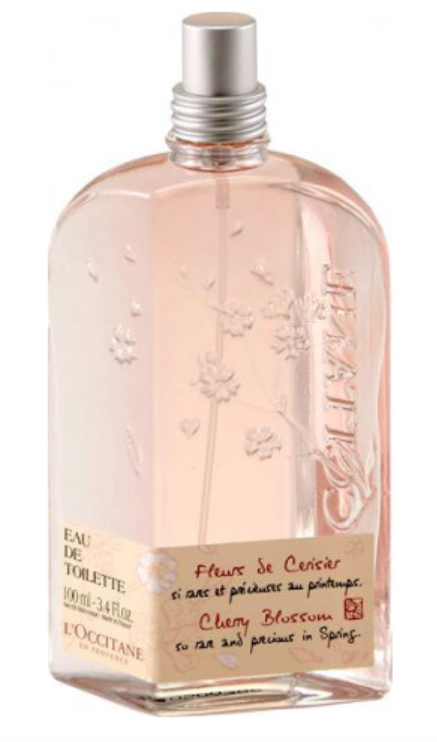 EAU
DE
TOILETTE
100 ml - 3.4 Fl.oz.
L'OCCITANE
EN PROVENCE
Fleurs de Cerisier
si rares et précieuses au printemps.
Cherry Blossom
so rare and precious in Spring.